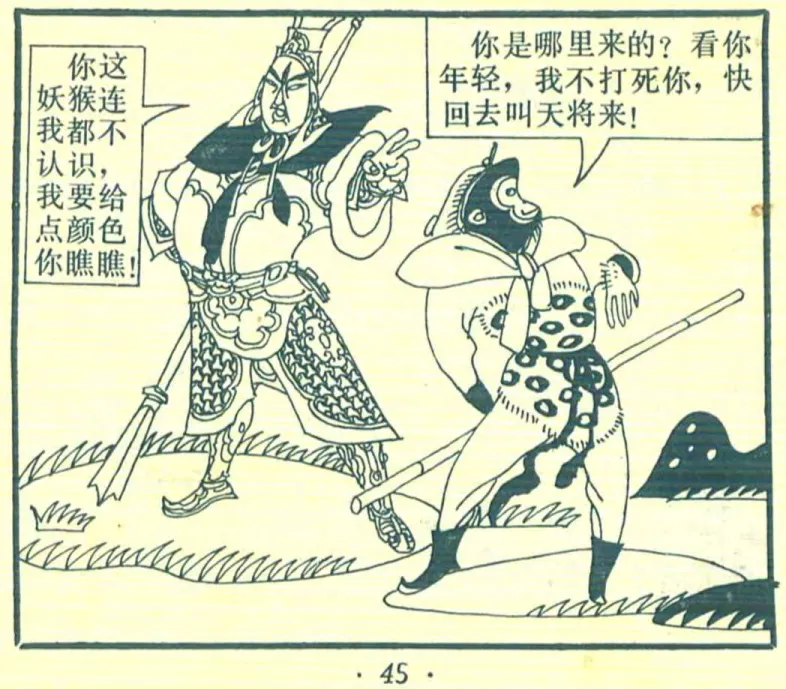 你这
妖猴连
我都不
认识，
我要给
点颜色
你瞧瞧！
你是哪里来的？看你
年轻，我不打死你，快
回去叫天将来！
· 45 ·